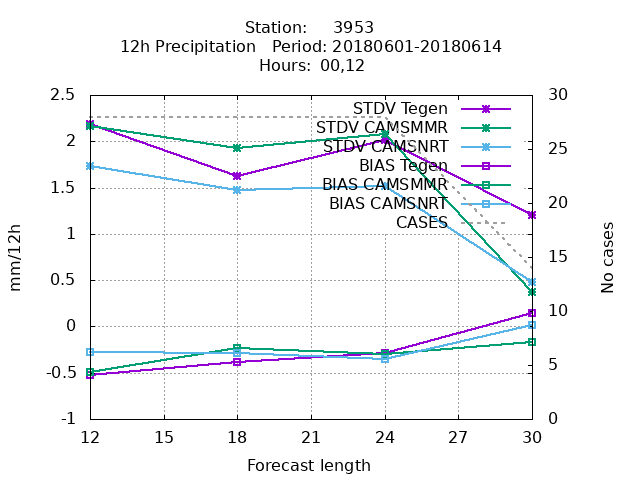 Station: 3953
12h Precipitation Period: 20180601-20180614
Hours: 00,12
2.5
2
1.5
1
0.5
0
-0.5
-1
30
25
20
15
10
5
0
STDV Tegen
STDV CAMSMMR
STDV CAMSNRT
BIAS Tegen
BIAS CAMSMMR
BIAS CAMSNRT
CASES
mm/12h
No cases
12 15 18 21 24 27 30
Forecast length